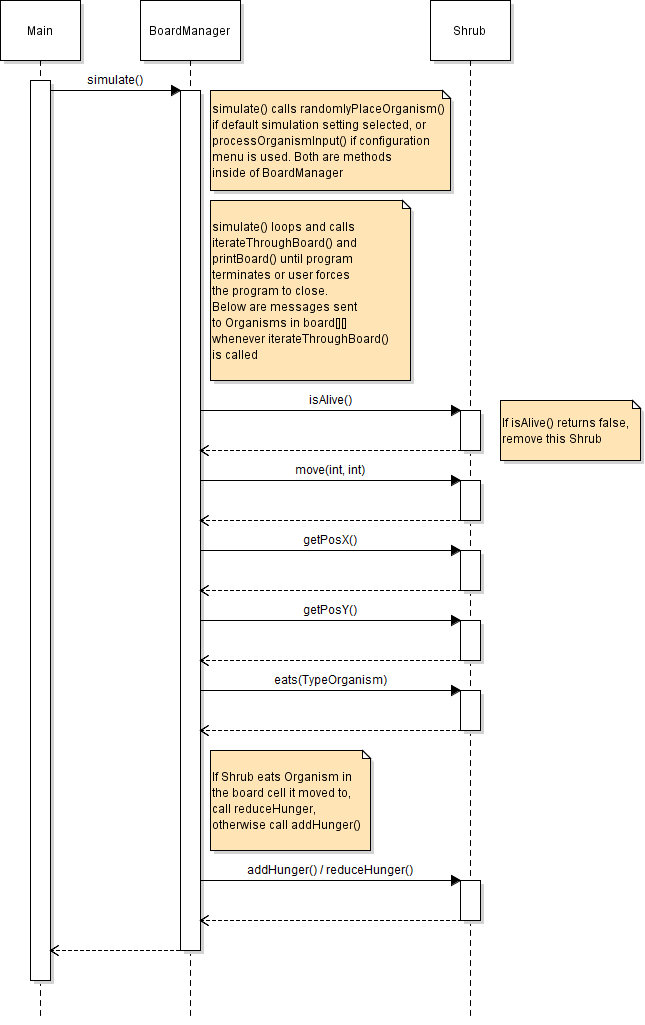 Main
BoardManager
Shrub
simulate()
simulate() calls randomlyPlaceOrganism()
if default simulation setting selected, or
processOrganismInput() if configuration
menu is used. Both are methods
inside of BoardManager
simulate() loops and calls
iterateThroughBoard() and
printBoard() until program
terminates or user forces
the program to close.
Below are messages sent
to Organisms in board[][]
whenever iterateThroughBoard()
is called
isAlive()
If isAlive() returns false,
remove this Shrub
move(int, int)
getPosX()
getPosY()
eats(TypeOrganism)
If Shrub eats Organism in
the board cell it moved to,
call reduceHunger,
otherwise call addHunger()
addHunger() / reduceHunger()